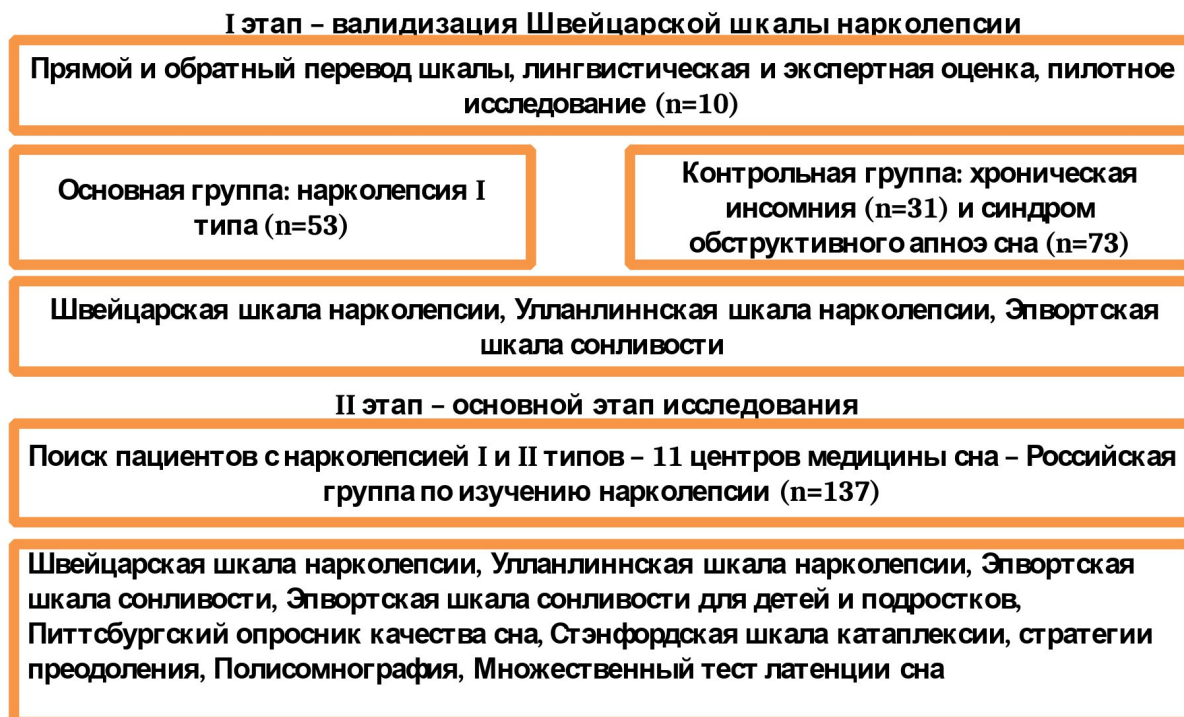 I этап – валидизация Швейцарской шкалы нарколепсии
Прямой и обратный перевод шкалы, лингвистическая и экспертная оценка, пилотное
исследование (n=10)
Основная группа: нарколепсия I
типа (n=53)
Контрольная группа: хроническая
инсомния (n=31) и синдром
обструктивного апноэ сна (n=73)
Швейцарская шкала нарколепсии, Улланлиннская шкала нарколепсии, Эпвортская
шкала сонливости
II этап – основной этап исследования
Поиск пациентов с нарколепсией I и II типов – 11 центров медицины сна – Российская
группа по изучению нарколепсии (n=137)
Швейцарская шкала нарколепсии, Улланлиннская шкала нарколепсии, Эпвортская
шкала сонливости, Эпвортская шкала сонливости для детей и подростков,
Питтсбургский опросник качества сна, Стэнфордская шкала катаплексии, стратегии
преодоления, Полисомнография, Множественный тест латенции сна